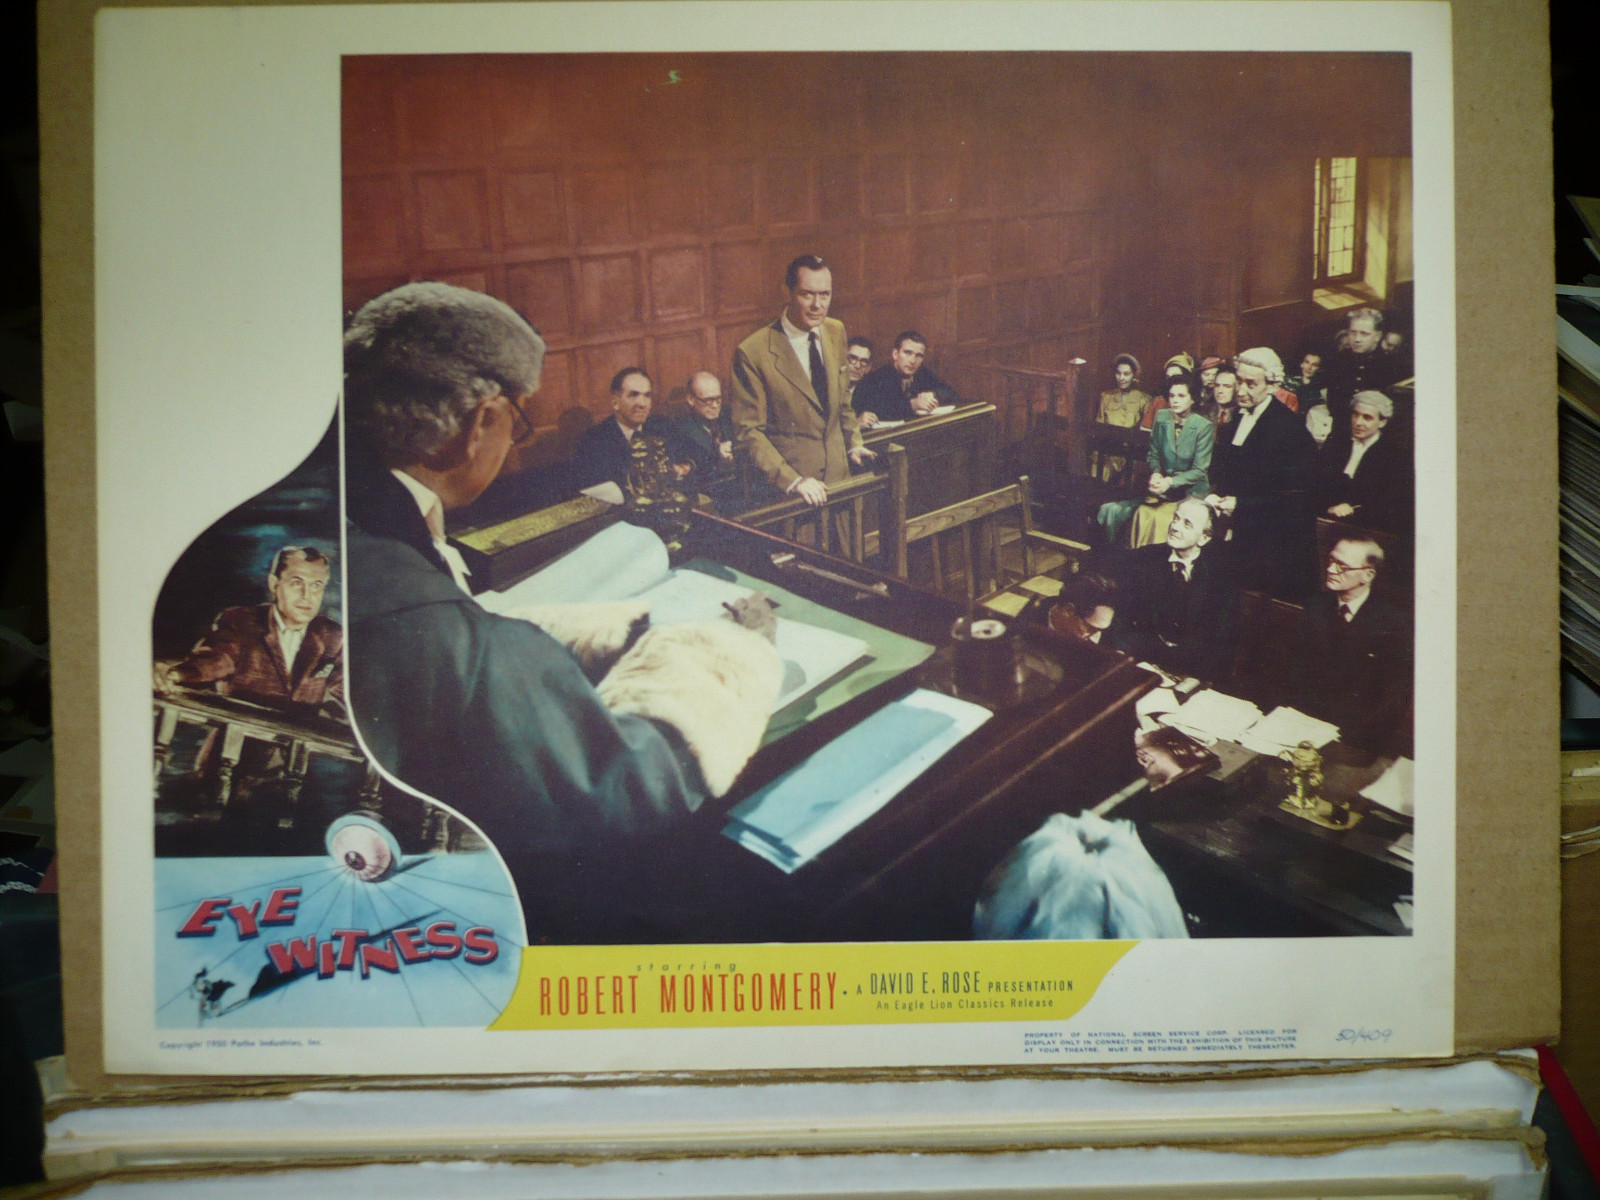 EYE
WITNESS
starring
ROBERT MONTGOMERY • A DAVID E. ROSE PRESENTATION
An Eagle Lion Classics Release
Copyright 1950 Pathe Industries, Inc.
PROPERTY OF NATIONAL SCREEN SERVICE CORP. LICENSED FOR
DISPLAY ONLY IN CONNECTION WITH THE EXHIBITION OF THIS PICTURE
AT YOUR THEATRE. MUST BE RETURNED IMMEDIATELY THEREAFTER.
50/409